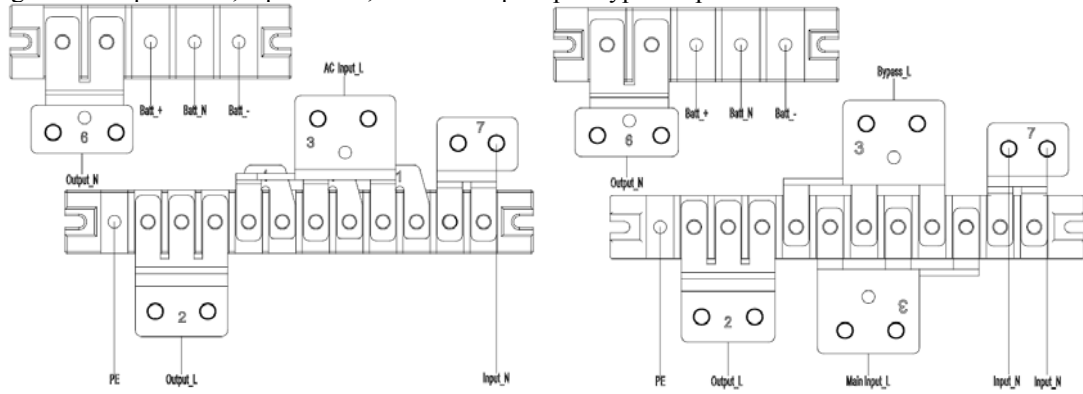 AC Input_L
Batt_+ Batt_N Batt_-
3
7
6
1 1
Output_N
2
PE Output_L Input_N
Bypass_L
Batt_+ Batt_N Batt_-
3
7
6
Output_N
3
2
PE Output_L Main Input_L Input_N Input_N